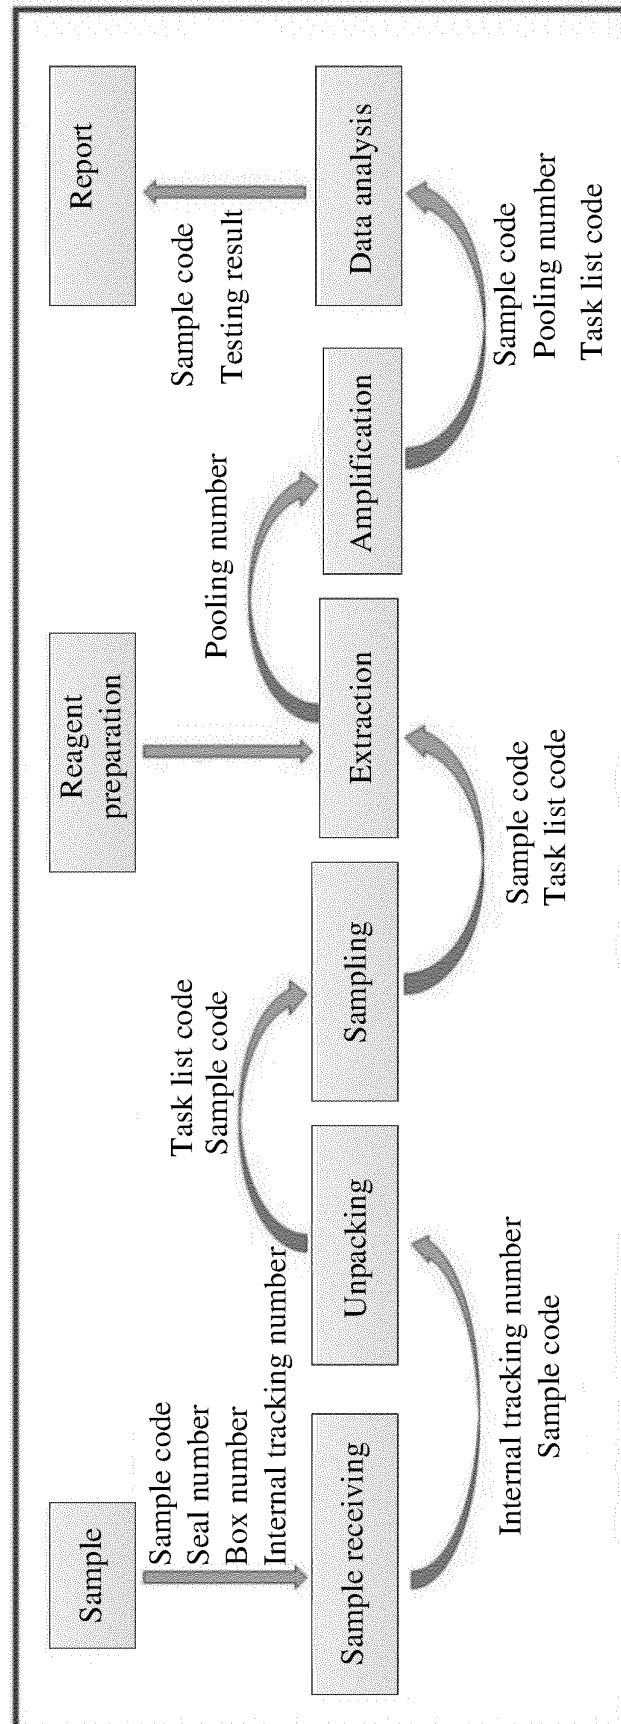 Sample
Sample code
Seal number
Box number
Internal tracking number
Sample receiving
Internal tracking number
Sample code
Unpacking
Task list code
Sample code
Sampling
Sample code
Task list code
Reagent
preparation
Extraction
Pooling number
Amplification
Sample code
Pooling number
Task list code
Data analysis
Sample code
Testing result
Report